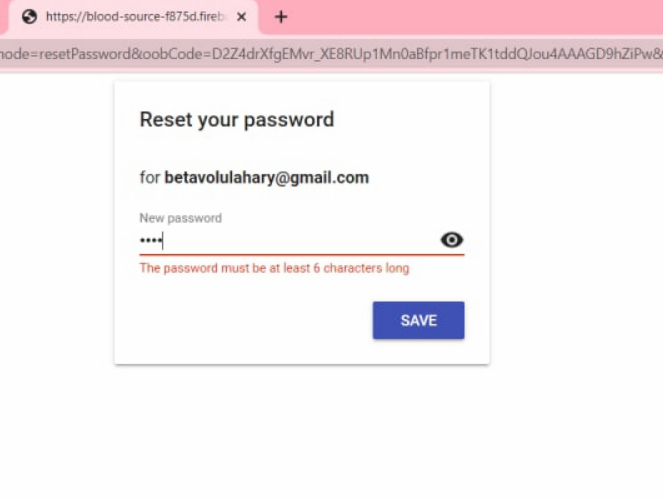 https://blood-source-f875d.fireb
mode=resetPassword&oobCode=D2Z4drXfgEMvr_XE8RUp1Mn0aBfpr1meTK1tddQJou4AAAGD9hZiPw&
Reset your password
for betavolulahary@gmail.com
New password
••••
The password must be at least 6 characters long
SAVE